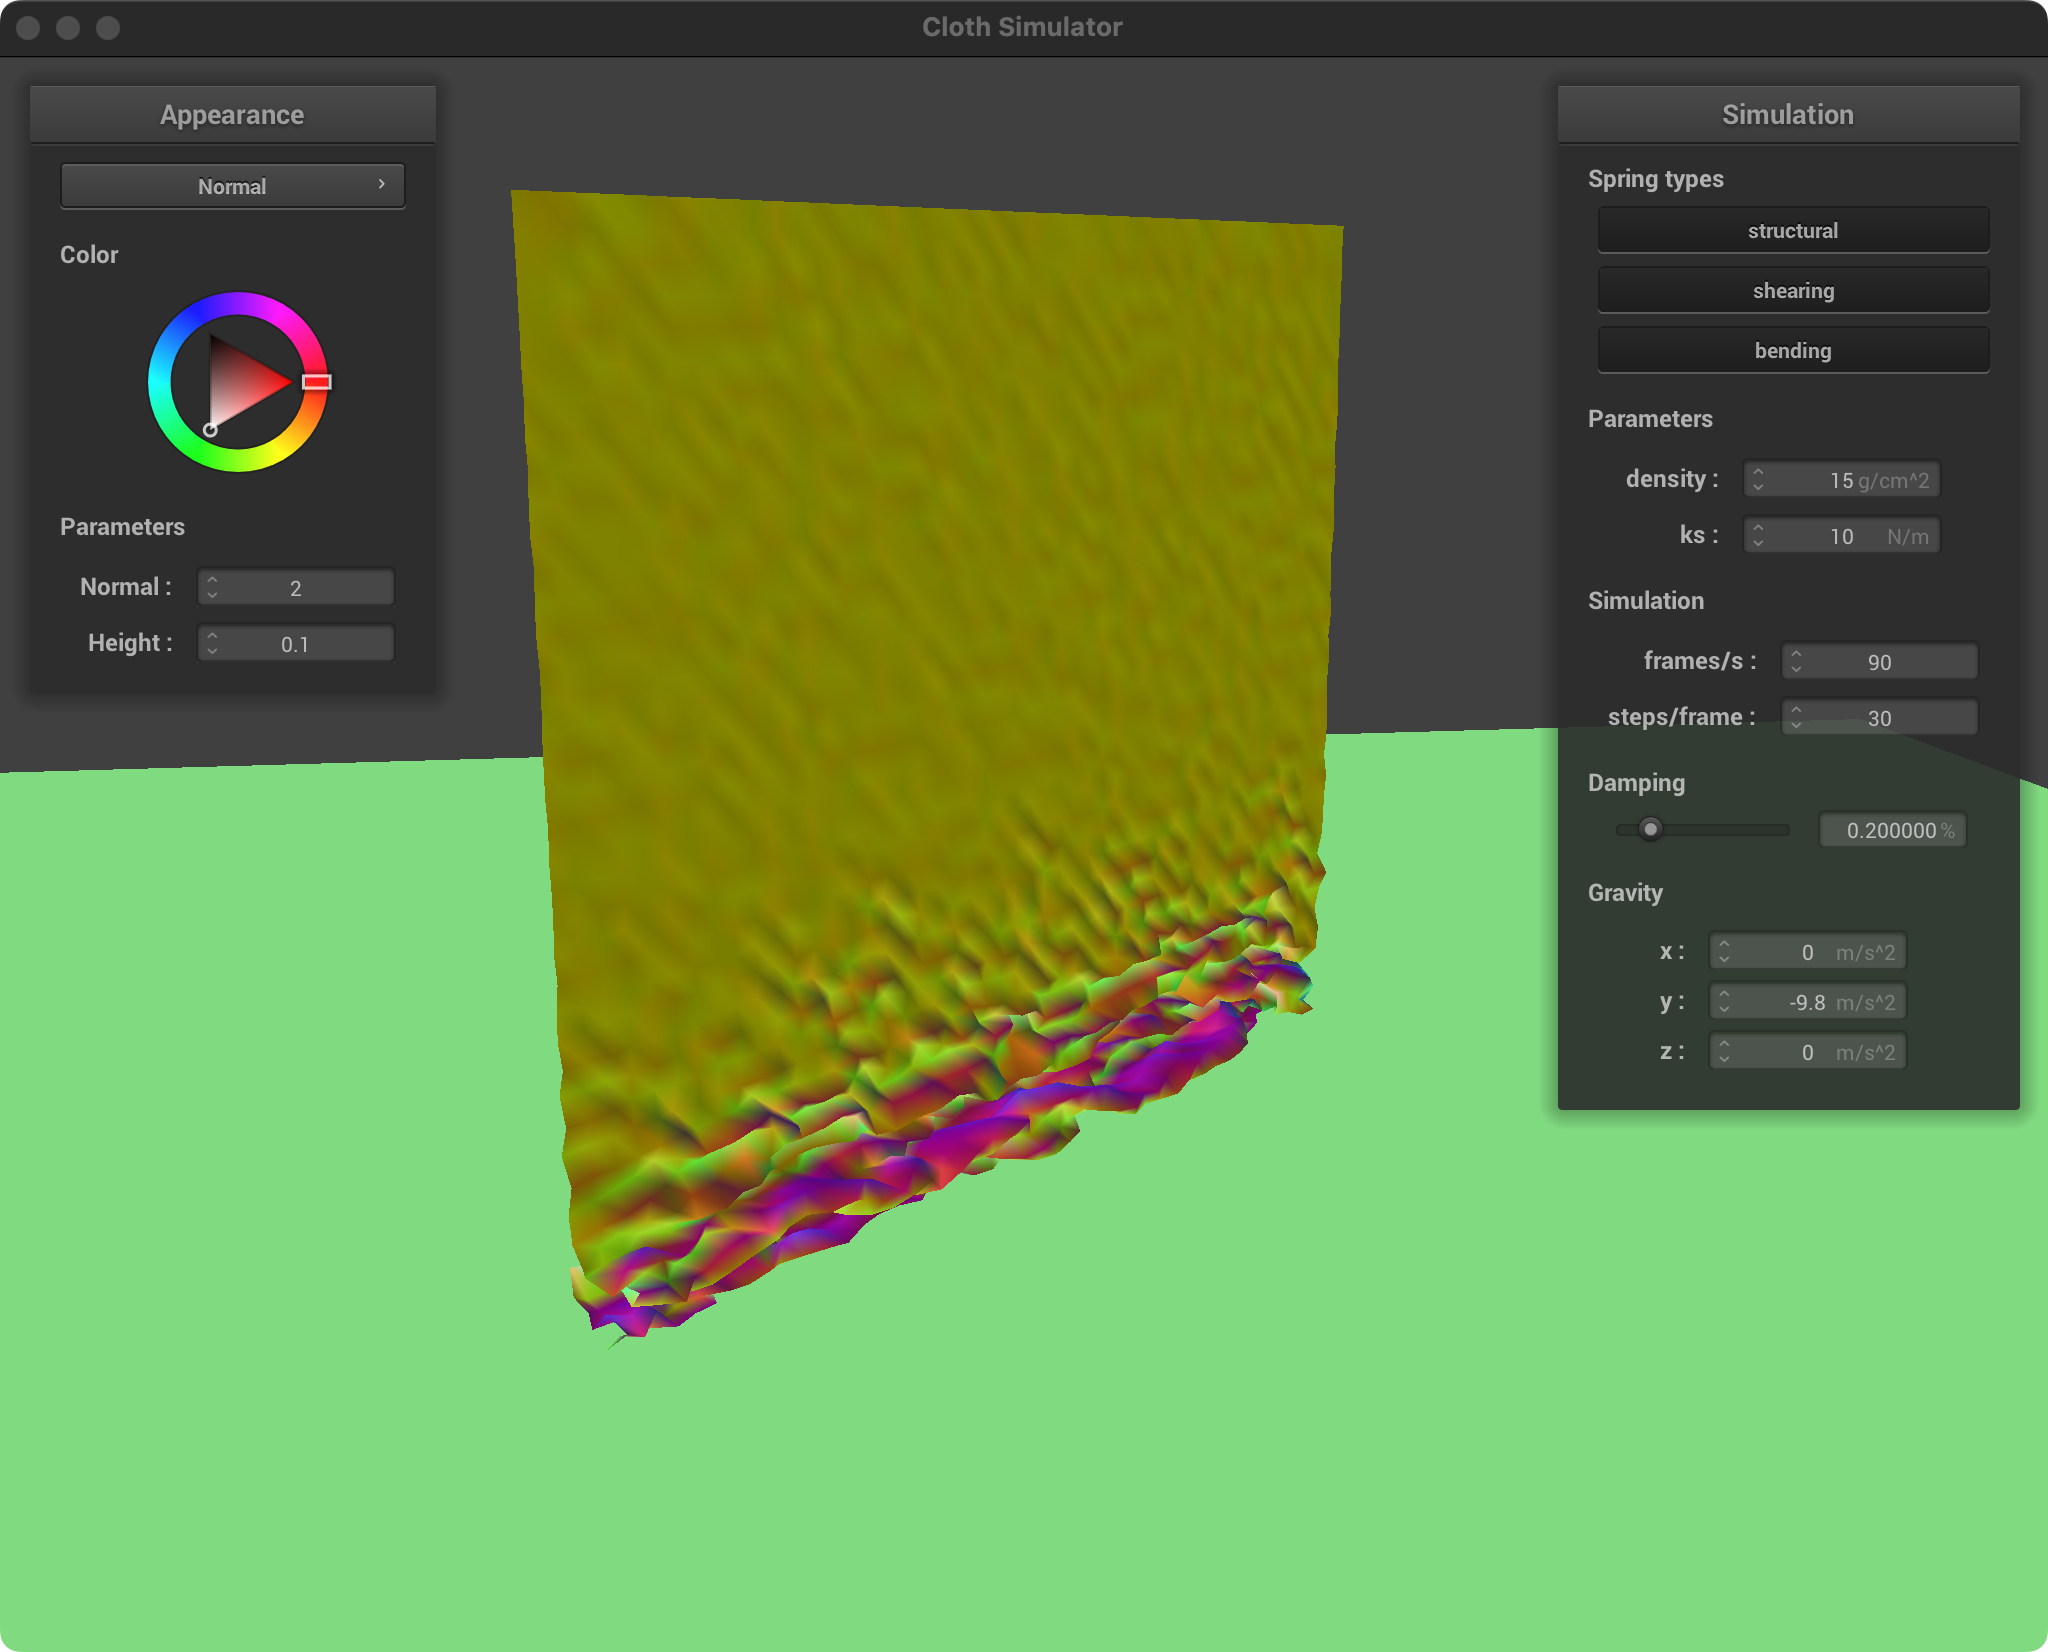 Cloth Simulator
Appearance
Normal
Color
Parameters
Normal : 2
Height : 0.1
Simulation
Spring types
structural
shearing
bending
Parameters
density : 15 g/cm^2
ks : 10 N/m
Simulation
frames/s : 90
steps/frame : 30
Damping
0.200000 %
Gravity
x : 0 m/s^2
y : -9.8 m/s^2
z : 0 m/s^2